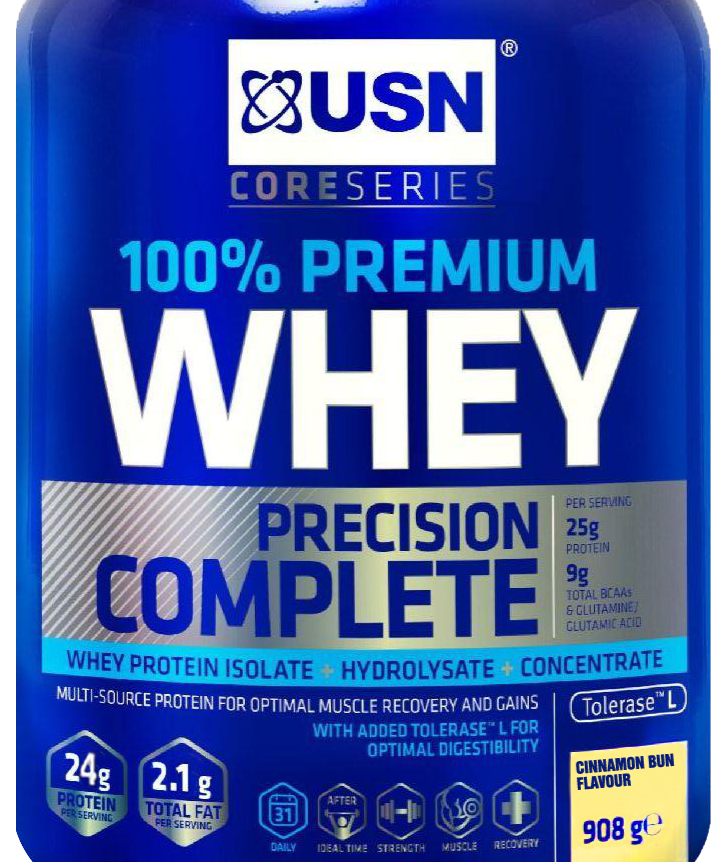 USN®
CORESERIES
100% PREMIUM
WHEY
PRECISION
COMPLETE
PER SERVING
25g
PROTEIN
9g
TOTAL BCAAs
& GLUTAMINE/
GLUTAMIC ACID
WHEY PROTEIN ISOLATE + HYDROLYSATE + CONCENTRATE
MULTI-SOURCE PROTEIN FOR OPTIMAL MUSCLE RECOVERY AND GAINS
WITH ADDED TOLERASE™ L FOR
OPTIMAL DIGESTIBILITY
Tolerase™ L
24g
PROTEIN
PER SERVING
2.1 g
TOTAL FAT
PER SERVING
31
DAILY
AFTER
IDEAL TIME
STRENGTH
MUSCLE
RECOVERY
CINNAMON BUN
FLAVOUR
908 g℮